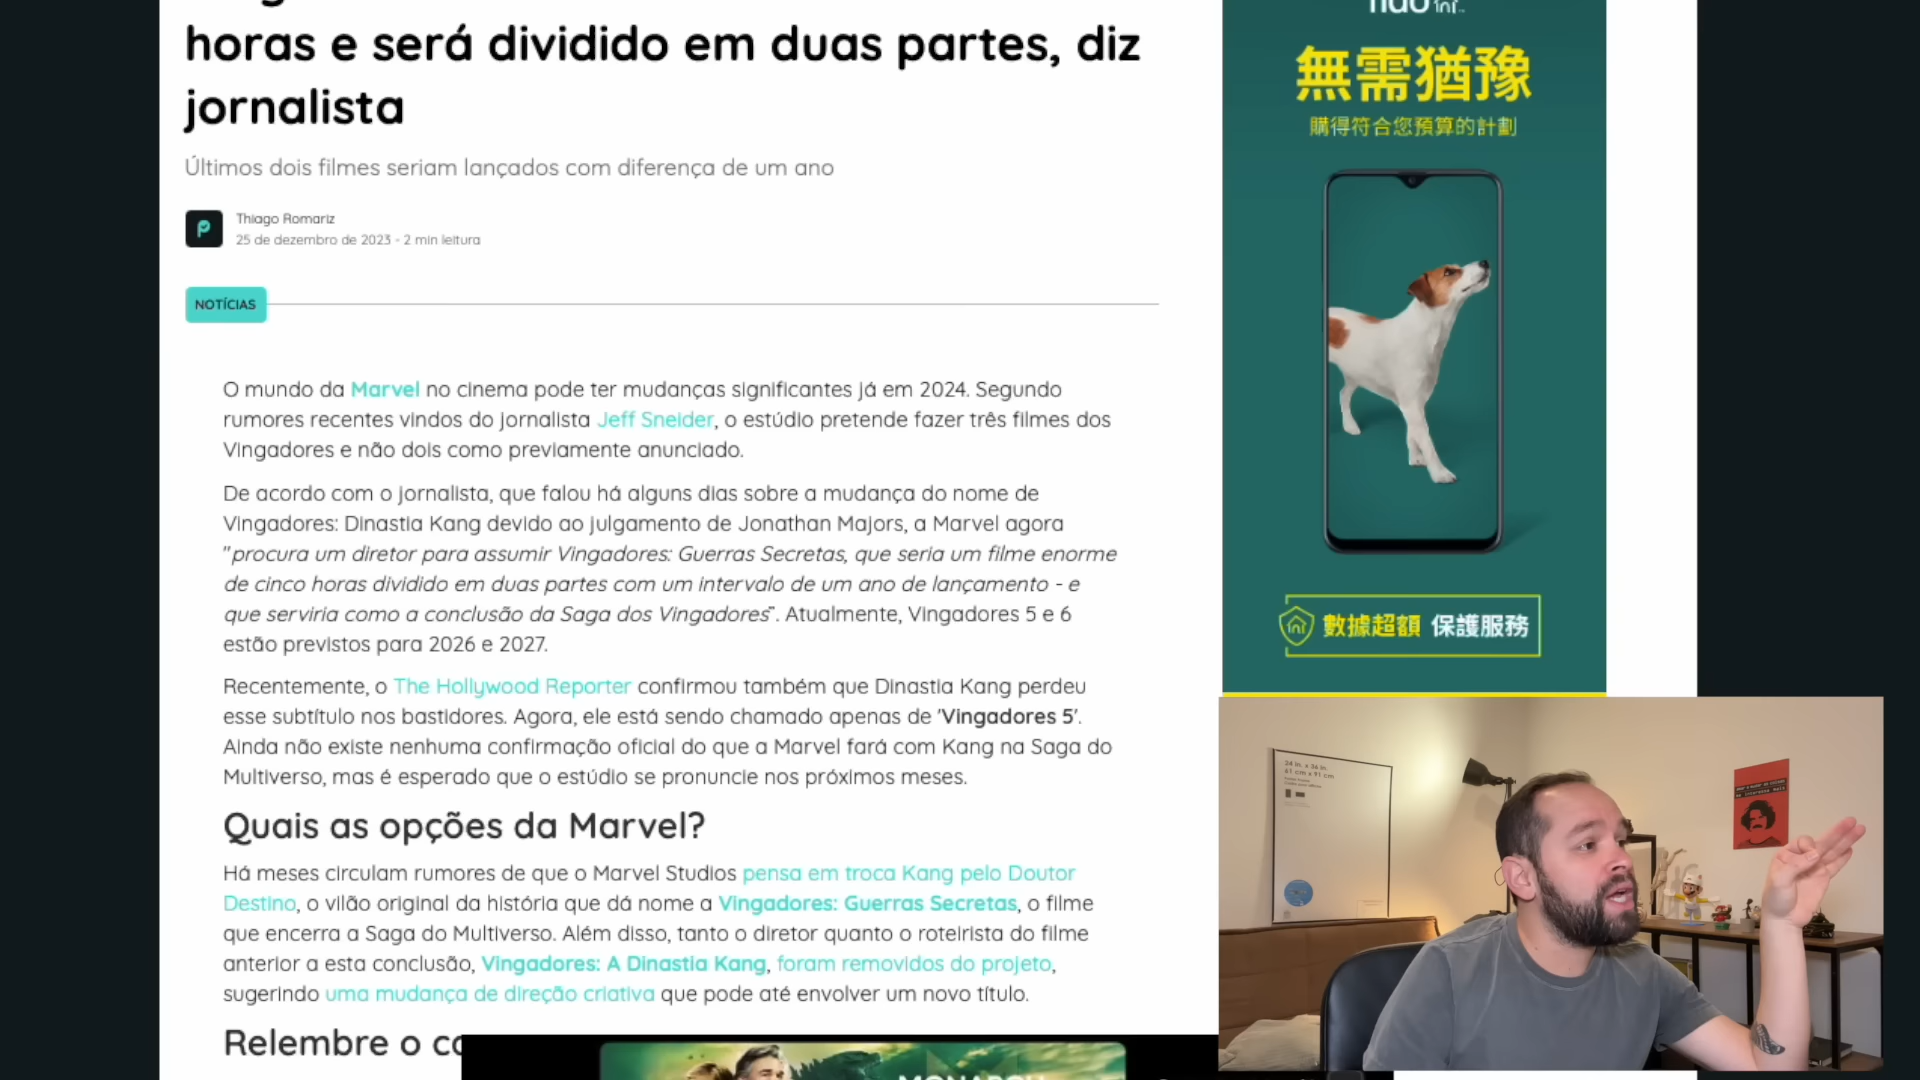 horas e será dividido em duas partes, diz
jornalista
Últimos dois filmes seriam lançados com diferença de um ano
Thiago Romariz
25 de dezembro de 2023 - 2 min leitura
NOTÍCIAS
O mundo da Marvel no cinema pode ter mudanças significantes já em 2024. Segundo
rumores recentes vindos do jornalista Jeff Sneider, o estúdio pretende fazer três filmes dos
Vingadores e não dois como previamente anunciado.
De acordo com o jornalista, que falou há alguns dias sobre a mudança do nome de
Vingadores: Dinastia Kang devido ao julgamento de Jonathan Majors, a Marvel agora
"procura um diretor para assumir Vingadores: Guerras Secretas, que seria um filme enorme
de cinco horas dividido em duas partes com um intervalo de um ano de lançamento - e
que serviria como a conclusão da Saga dos Vingadores". Atualmente, Vingadores 5 e 6
estão previstos para 2026 e 2027.
Recentemente, o The Hollywood Reporter confirmou também que Dinastia Kang perdeu
esse subtítulo nos bastidores. Agora, ele está sendo chamado apenas de 'Vingadores 5'.
Ainda não existe nenhuma confirmação oficial do que a Marvel fará com Kang na Saga do
Multiverso, mas é esperado que o estúdio se pronuncie nos próximos meses.
Quais as opções da Marvel?
Há meses circulam rumores de que o Marvel Studios pensa em troca Kang pelo Doutor
Destino, o vilão original da história que dá nome a Vingadores: Guerras Secretas, o filme
que encerra a Saga do Multiverso. Além disso, tanto o diretor quanto o roteirista do filme
anterior a esta conclusão, Vingadores: A Dinastia Kang, foram removidos do projeto,
sugerindo uma mudança de direção criativa que pode até envolver um novo título.
Relembre o
無需猶豫
購得符合您預算的計劃
數據超額 保護服務
24 in. x 36 in.
61 cm x 91 cm